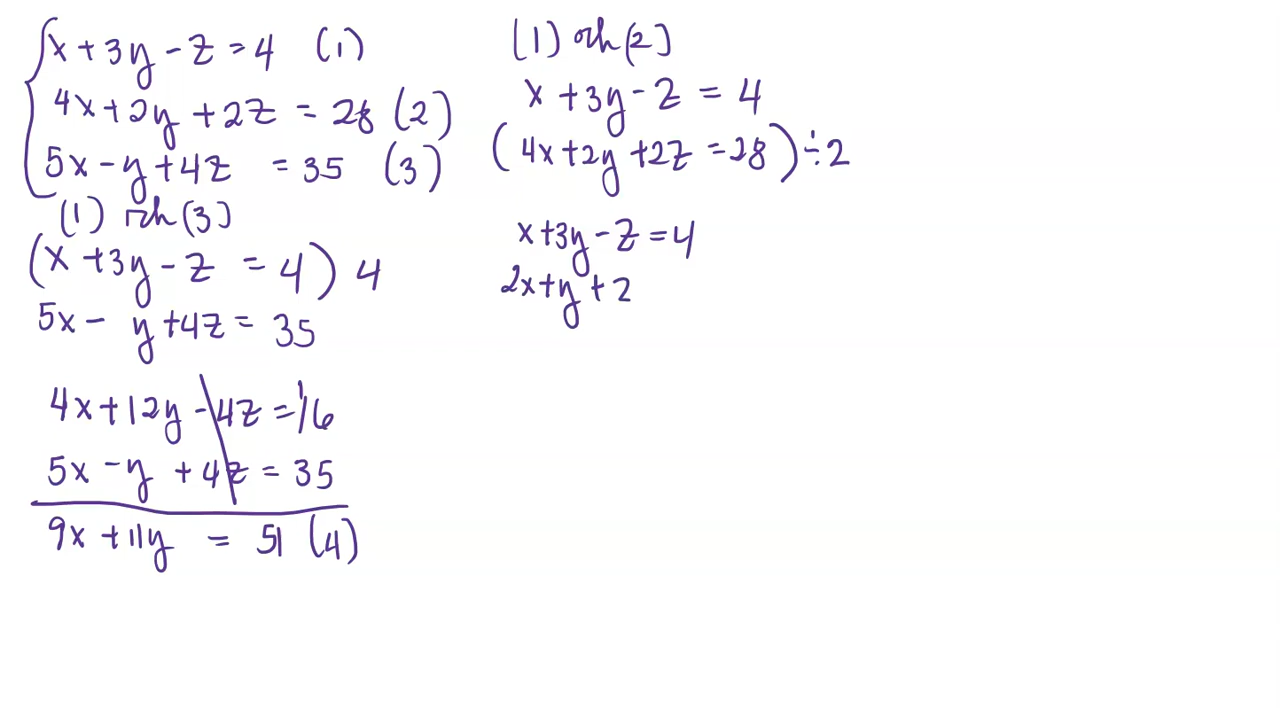 x + 3y - z = 4 (1)
4x + 2y + 2z = 28 (2)
5x - y + 4z = 35 (3)
(1) och (3)
(x + 3y - z = 4) 4
5x - y + 4z = 35
4x + 12y - 4z = 16
5x - y + 4z = 35
9x + 11y = 51 (4)
(1) och (2)
x + 3y - z = 4
(4x + 2y + 2z = 28) ÷ 2
x + 3y - z = 4
2x + y + 2